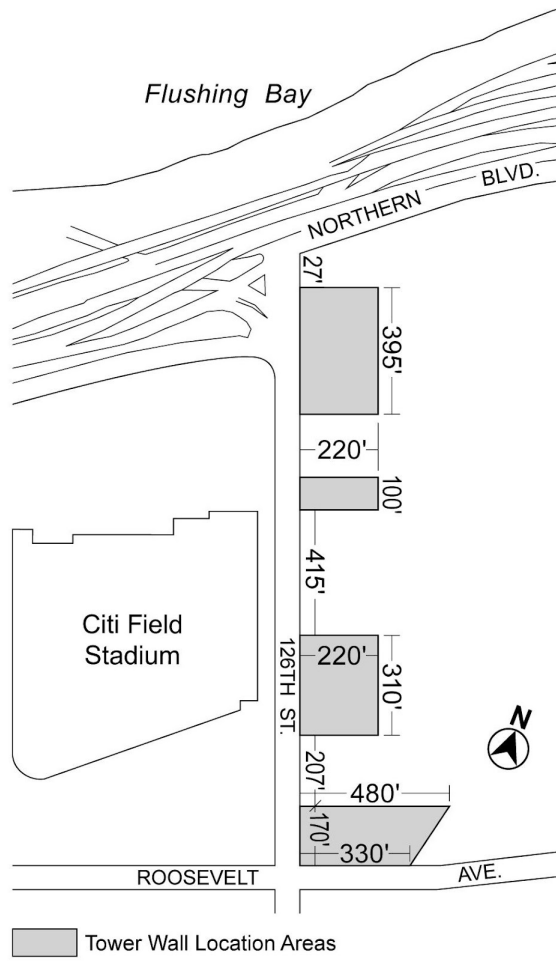 Flushing Bay
NORTHERN BLVD.
27'
395'
220'
100'
415'
Citi Field
Stadium
126TH ST.
220'
310'
N
207'
480'
170'
330'
ROOSEVELT AVE.
Tower Wall Location Areas